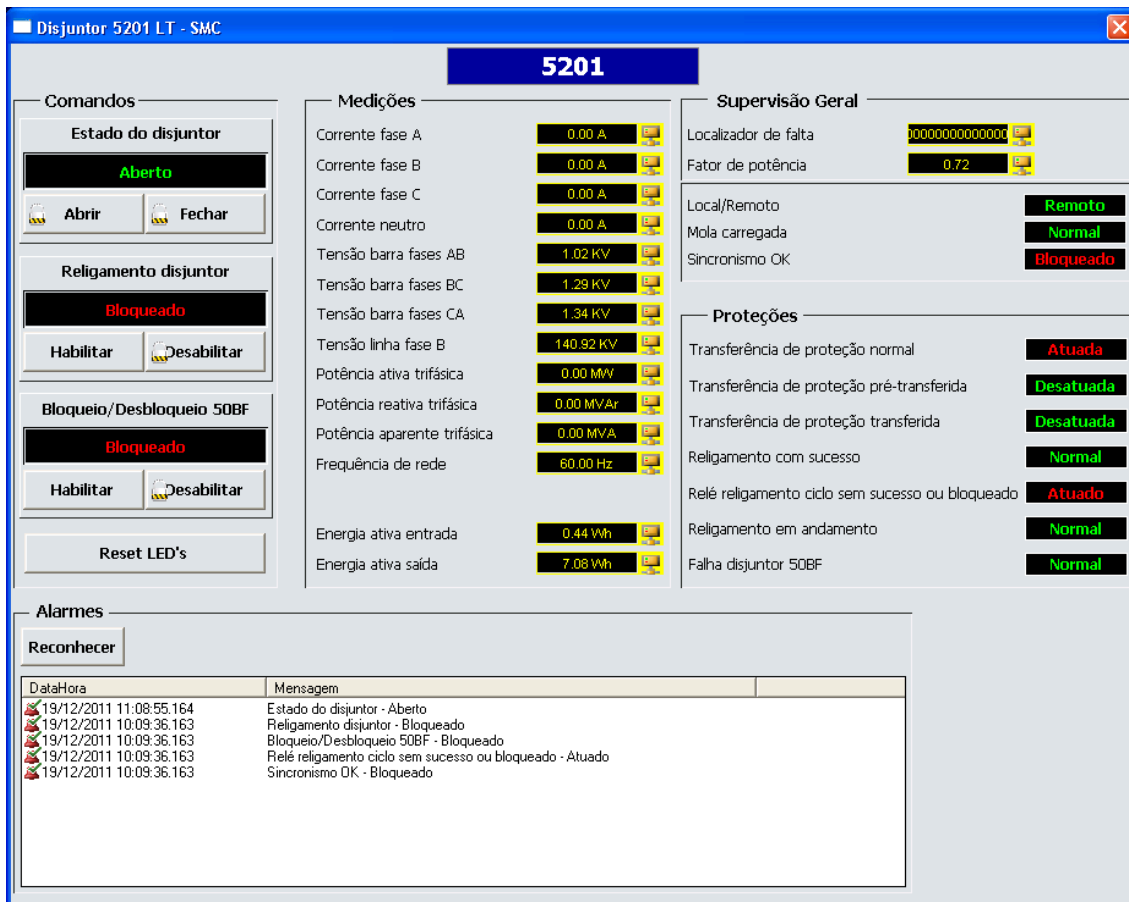 Disjuntor 5201 LT - SMC
5201
Comandos
Estado do disjuntor
Aberto
Abrir
Fechar
Religamento disjuntor
Bloqueado
Habilitar
Desabilitar
Bloqueio/Desbloqueio 50BF
Bloqueado
Habilitar
Desabilitar
Reset LED's
Medições
Corrente fase A 0.00 A
Corrente fase B 0.00 A
Corrente fase C 0.00 A
Corrente neutro 0.00 A
Tensão barra fases AB 1.02 KV
Tensão barra fases BC 1.29 KV
Tensão barra fases CA 1.34 KV
Tensão linha fase B 140.92 KV
Potência ativa trifásica 0.00 MW
Potência reativa trifásica 0.00 MVAr
Potência aparente trifásica 0.00 MVA
Frequência de rede 60.00 Hz
Energia ativa entrada 0.44 Wh
Energia ativa saída 7.08 Wh
Supervisão Geral
Localizador de falta
Fator de potência 0.72
Local/Remoto Remoto
Mola carregada Normal
Sincronismo OK Bloqueado
Proteções
Transferência de proteção normal Atuada
Transferência de proteção pré-transferida Desatuada
Transferência de proteção transferida Desatuada
Religamento com sucesso Normal
Relé religamento ciclo sem sucesso ou bloqueado Atuado
Religamento em andamento Normal
Falha disjuntor 50BF Normal
Alarmes
Reconhecer
DataHora Mensagem
19/12/2011 11:08:55.164 Estado do disjuntor - Aberto
19/12/2011 10:09:36.163 Religamento disjuntor - Bloqueado
19/12/2011 10:09:36.163 Bloqueio/Desbloqueio 50BF - Bloqueado
19/12/2011 10:09:36.163 Relé religamento ciclo sem sucesso ou bloqueado - Atuado
19/12/2011 10:09:36.163 Sincronismo OK - Bloqueado